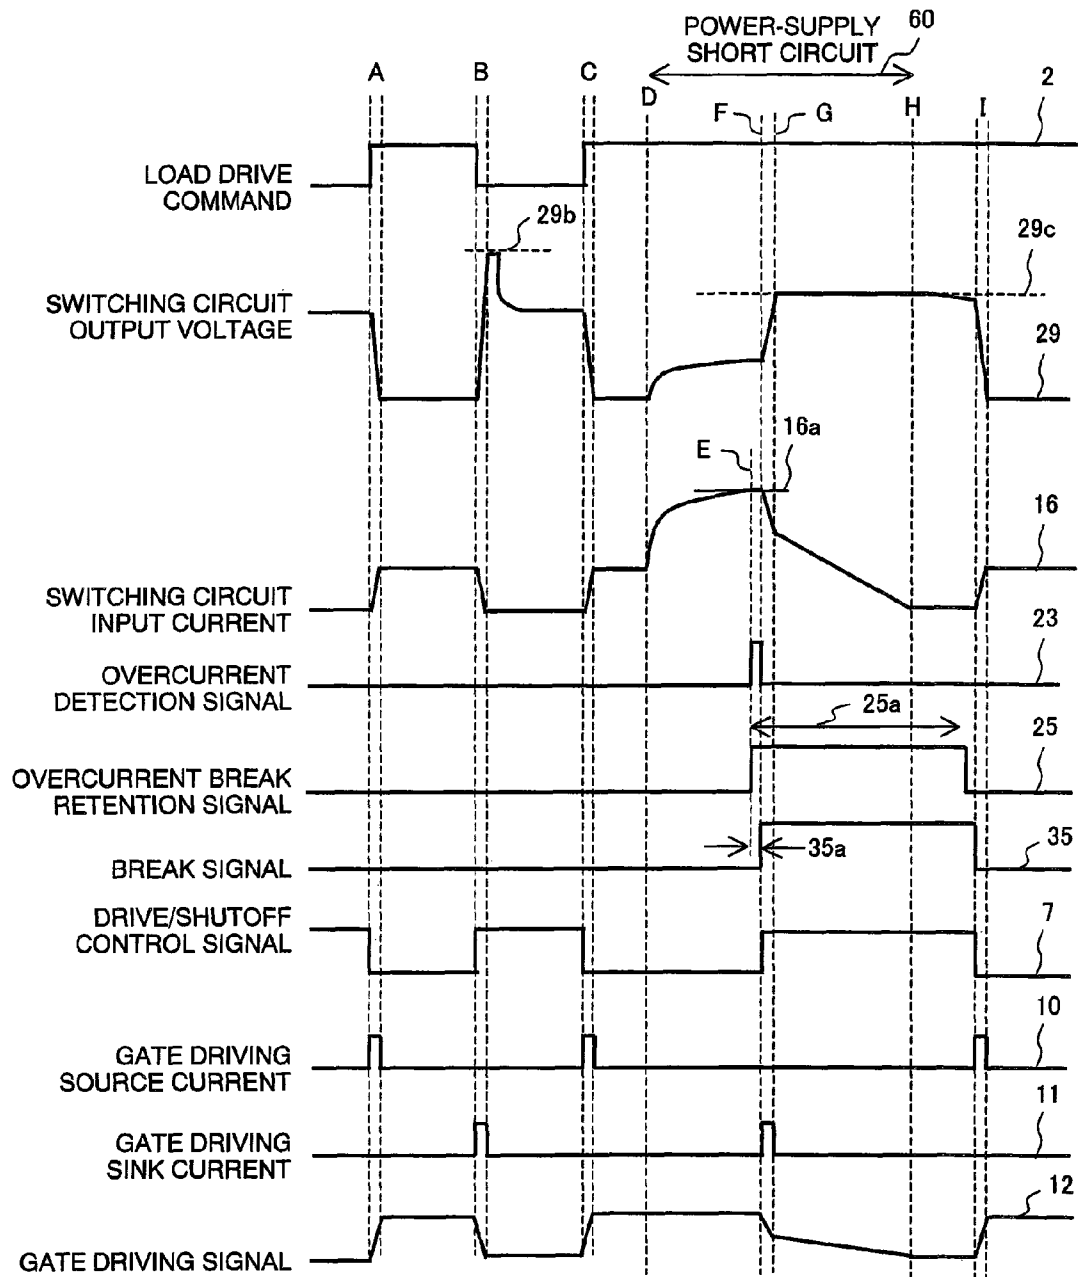 POWER-SUPPLY
SHORT CIRCUIT
60
A
B
C
D
F
G
H
I
2
LOAD DRIVE
COMMAND
29b
29c
SWITCHING CIRCUIT
OUTPUT VOLTAGE
29
E
16a
16
SWITCHING CIRCUIT
INPUT CURRENT
23
OVERCURRENT
DETECTION SIGNAL
25a
25
OVERCURRENT BREAK
RETENTION SIGNAL
35a
35
BREAK SIGNAL
DRIVE/SHUTOFF
CONTROL SIGNAL
7
10
GATE DRIVING
SOURCE CURRENT
11
GATE DRIVING
SINK CURRENT
12
GATE DRIVING SIGNAL